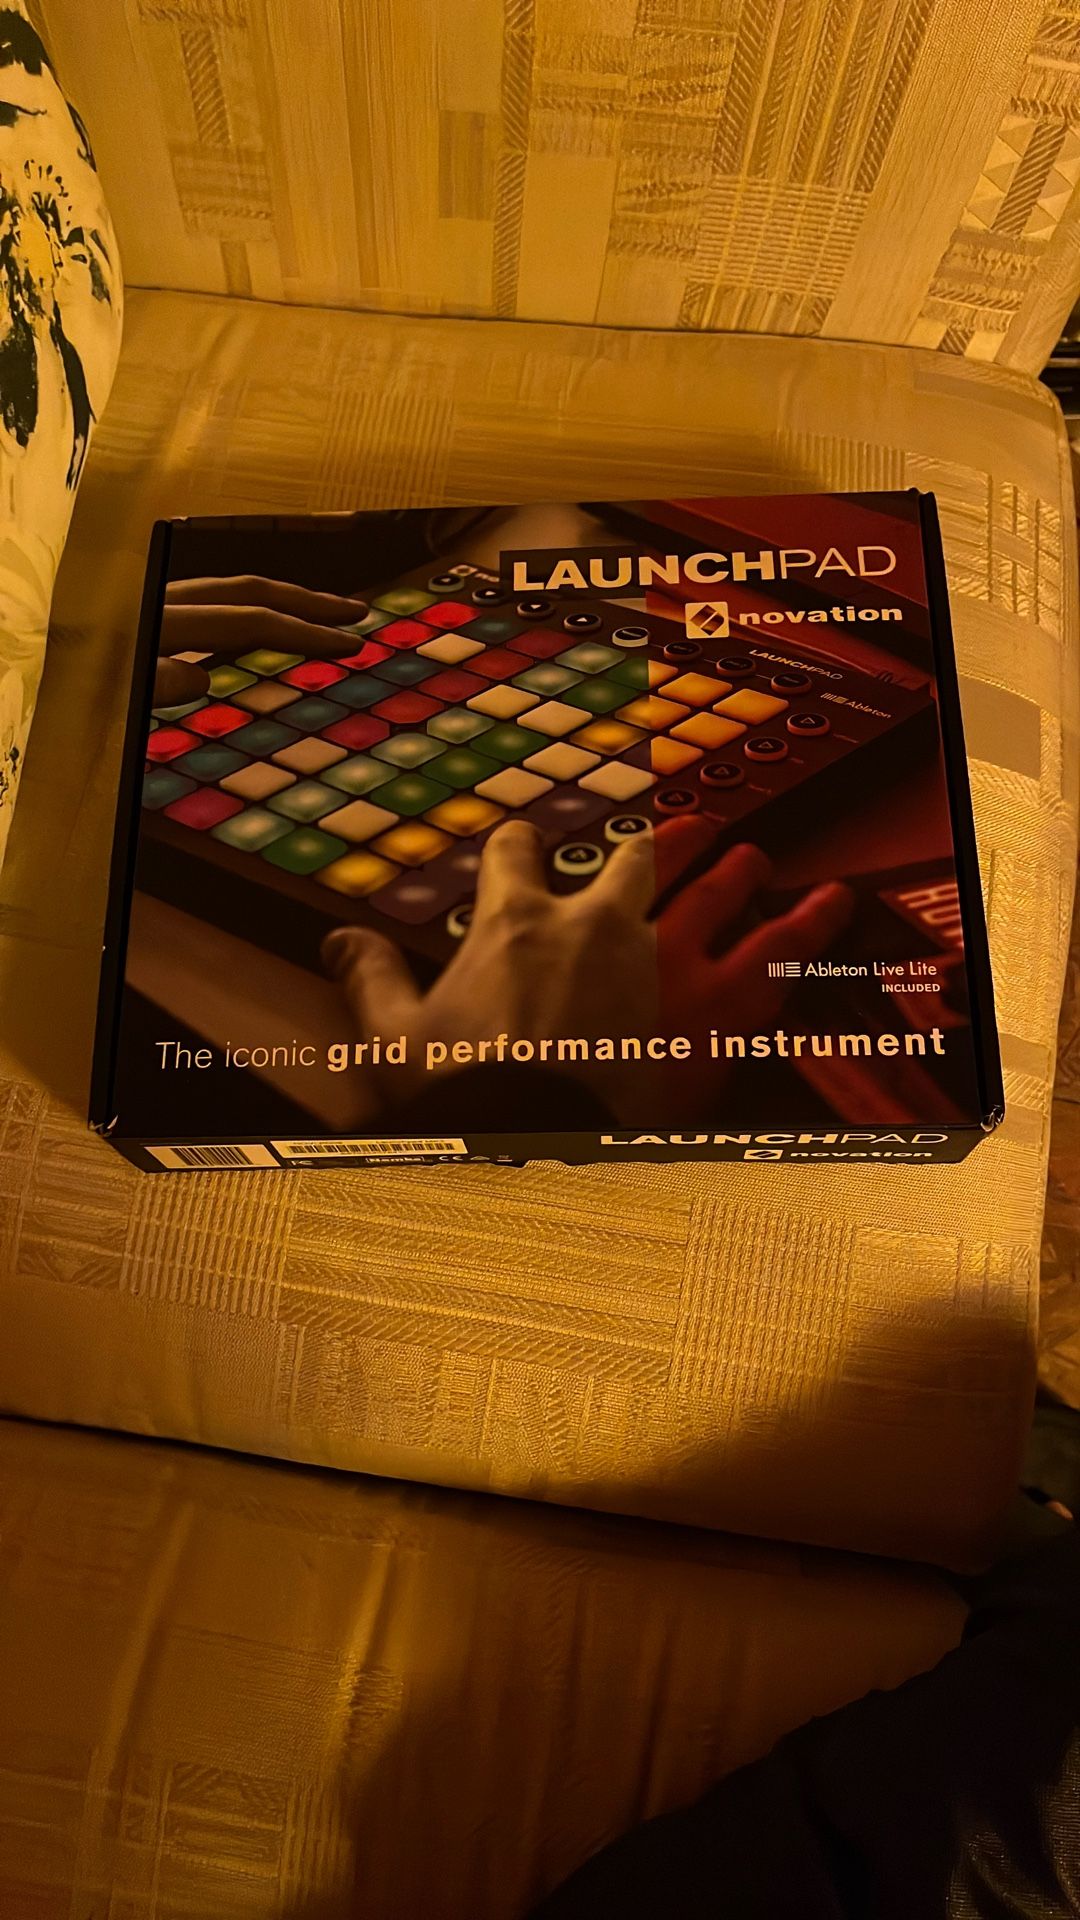 LAUNCHPAD
novation
LAUNCHPAD
Ableton
Ableton Live Lite
INCLUDED
The iconic grid performance instrument
LAUNCHPAD
novation